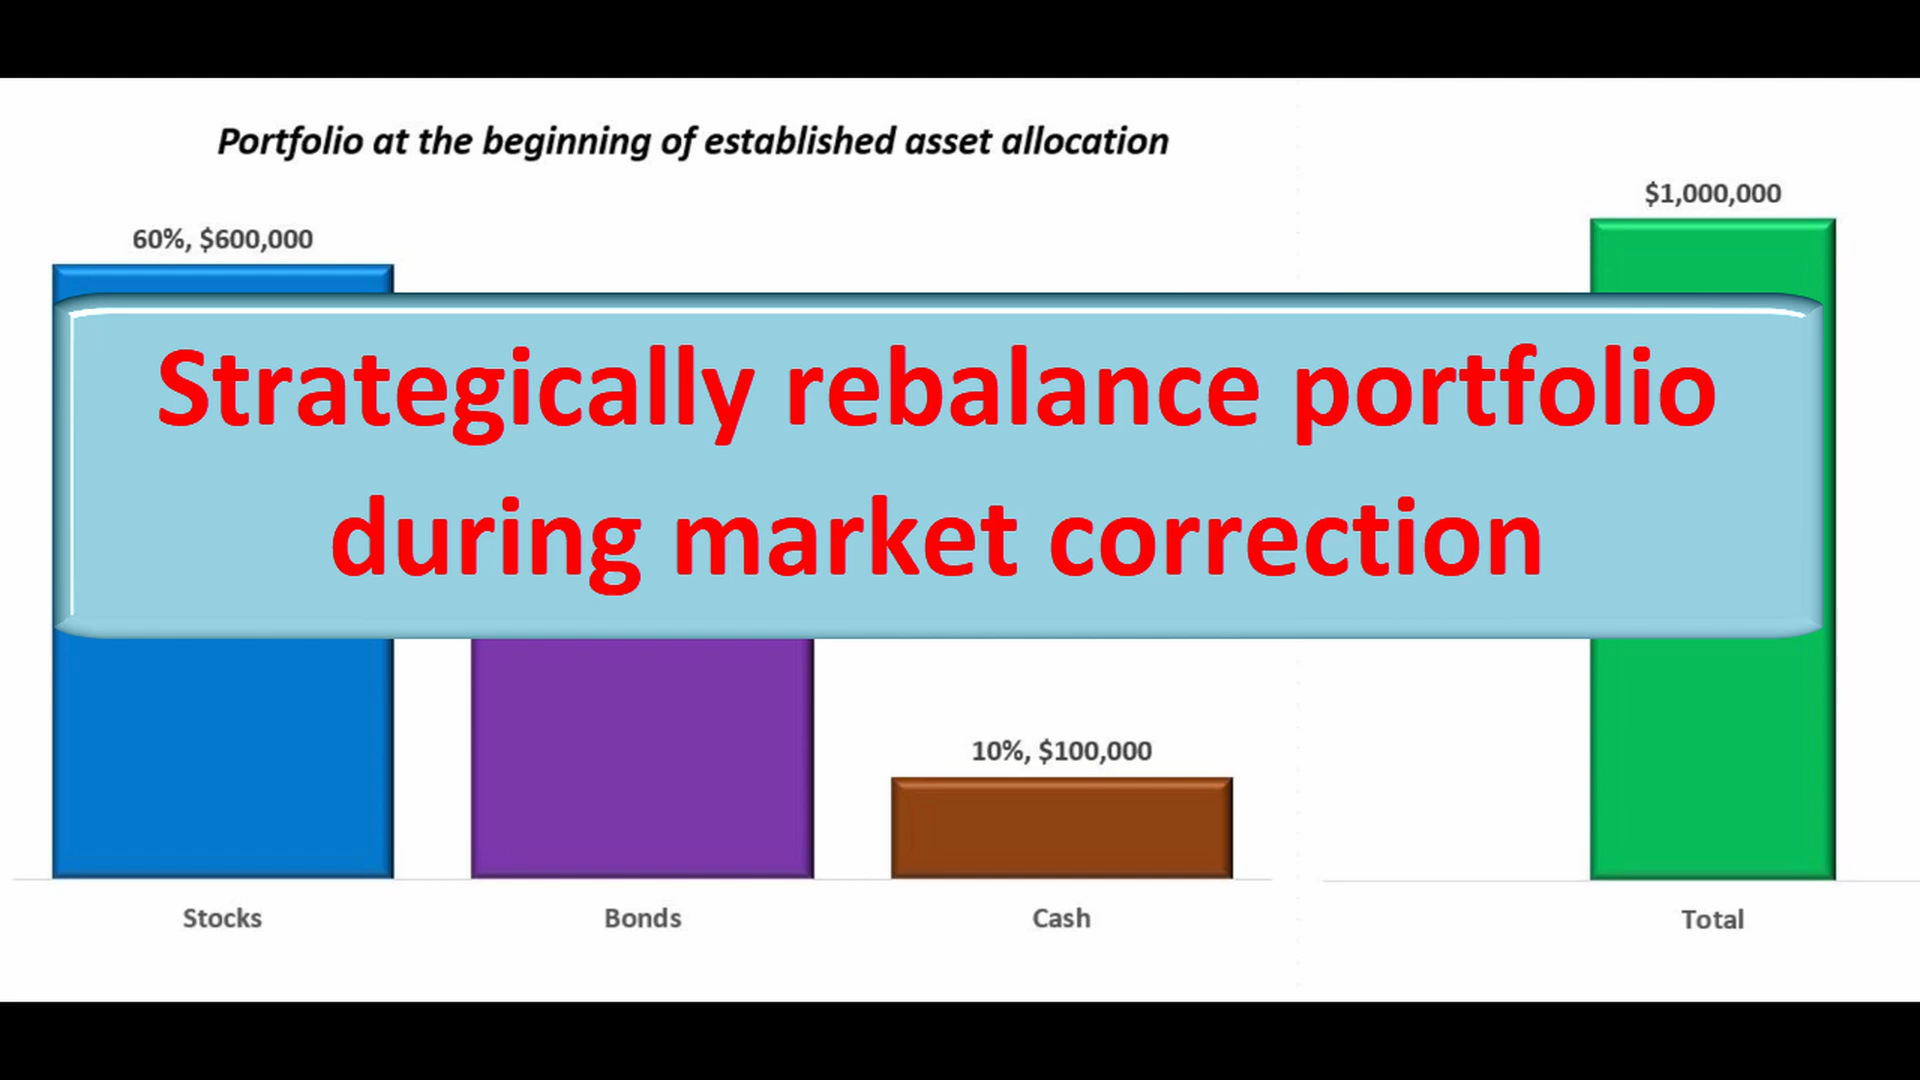 Portfolio at the beginning of established asset allocation
$1,000,000
60%, $600,000
Strategically rebalance portfolio
during market correction
10%, $100,000
Stocks
Bonds
Cash
Total